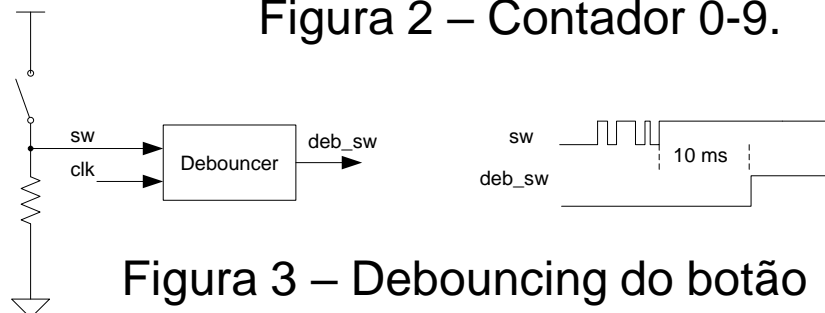 Figura 2 – Contador 0-9.
sw
clk
Debouncer
deb_sw
sw
10 ms
deb_sw
Figura 3 – Debouncing do botão